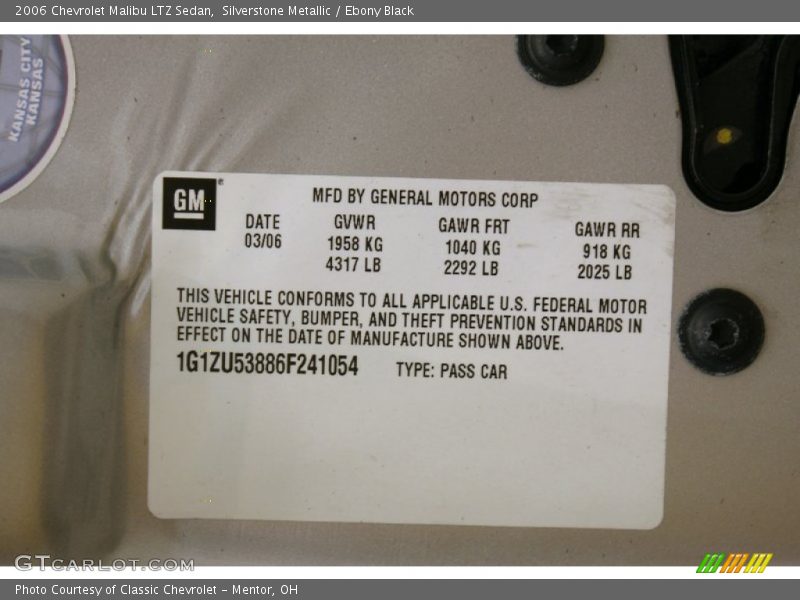 2006 Chevrolet Malibu LTZ Sedan,  Silverstone Metallic / Ebony Black
KANSAS CITY
KANSAS
GM
MFD BY GENERAL MOTORS CORP
DATE GVWR GAWR FRT GAWR RR
03/06 1958 KG 1040 KG 918 KG
4317 LB 2292 LB 2025 LB
THIS VEHICLE CONFORMS TO ALL APPLICABLE U.S. FEDERAL MOTOR
VEHICLE SAFETY, BUMPER, AND THEFT PREVENTION STANDARDS IN
EFFECT ON THE DATE OF MANUFACTURE SHOWN ABOVE.
1G1ZU53886F241054 TYPE: PASS CAR
GTcarlot.com
Photo Courtesy of Classic Chevrolet – Mentor, OH